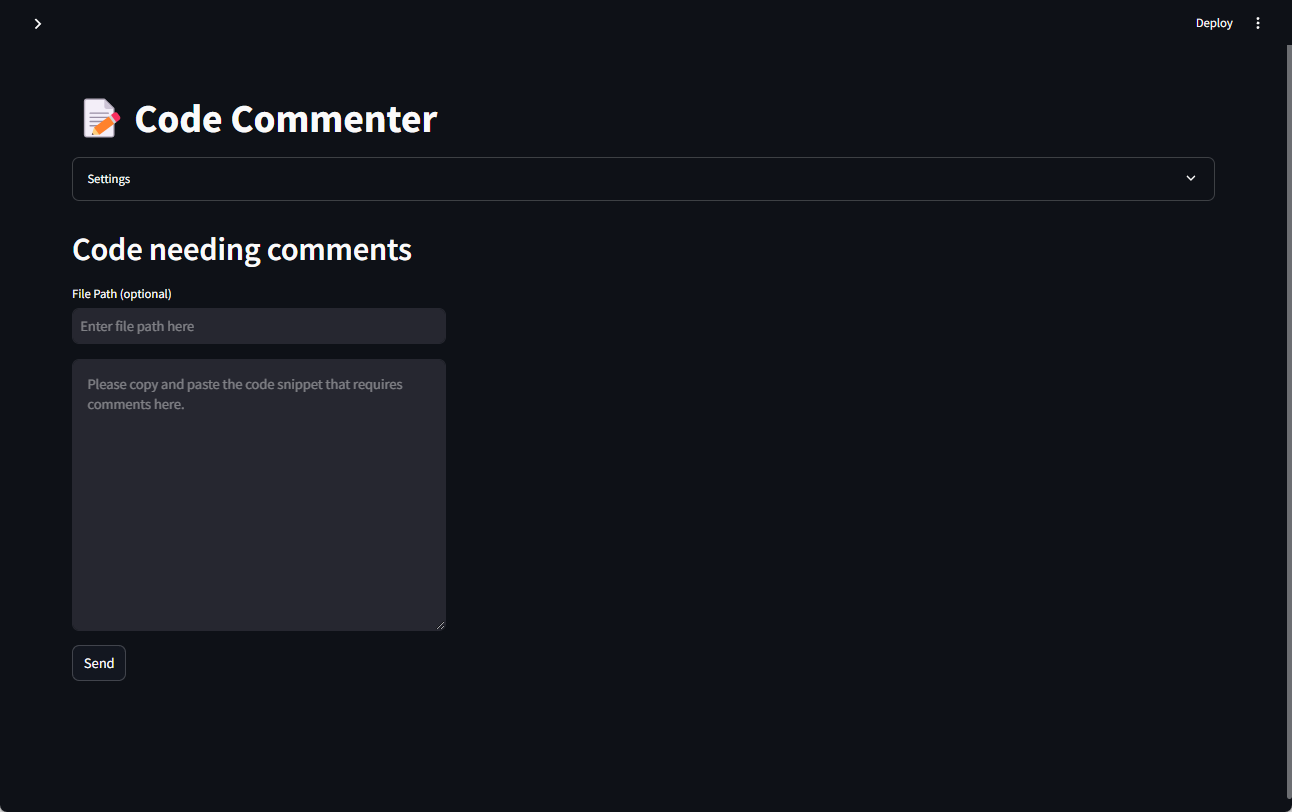 Deploy
Code Commenter
Settings
Code needing comments
File Path (optional)
Enter file path here
Please copy and paste the code snippet that requires
comments here.
Send